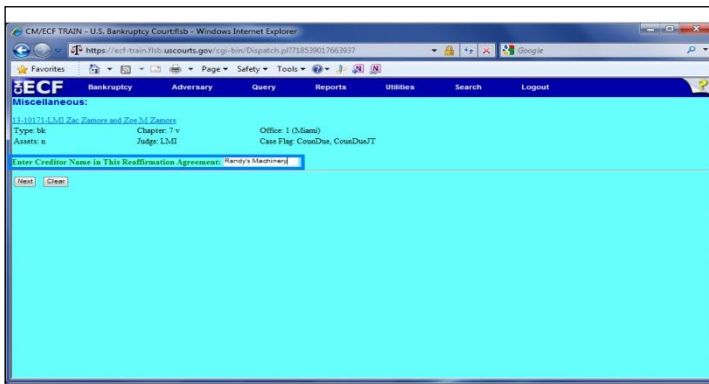 CM/ECF TRAIN - U.S. Bankruptcy Court:flsb - Windows Internet Explorer
https://ecf-train.flsb.uscourts.gov/cgi-bin/Dispatch.pl?718539017663937
Google
Favorites Page Safety Tools
ECF Bankruptcy Adversary Query Reports Utilities Search Logout ?
Miscellaneous:
13-10171-LMI Zac Zamore and Zoe M Zamore
Type: bk Chapter: 7 v Office: 1 (Miami)
Assets: n Judge: LMI Case Flag: CounDue, CounDueJT
Enter Creditor Name in This Reaffirmation Agreement: Randy's Machinery
Next Clear